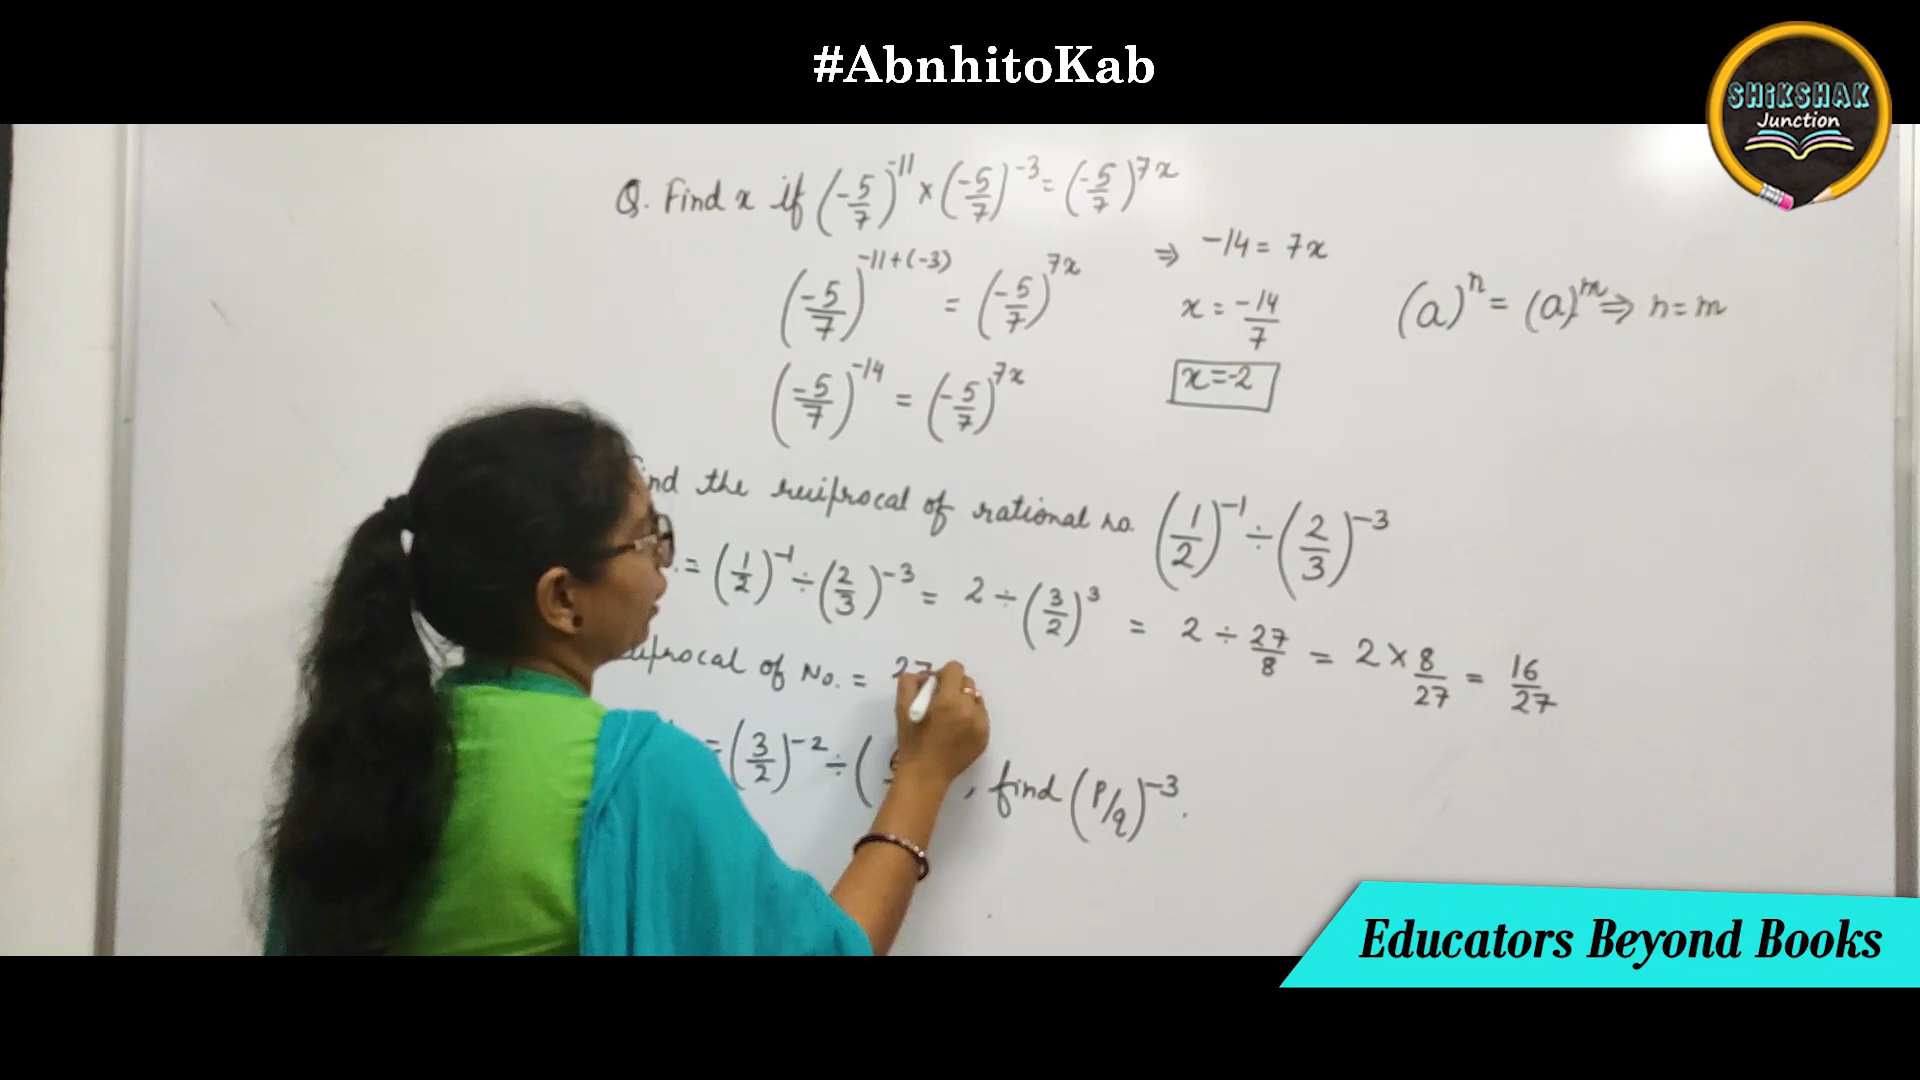 #AbnhitoKab
SHiKSHAK
Junction
Q. Find x if (-5/7)^-11 × (-5/7)^-3 = (-5/7)^7x
(-5/7)^-11+(-3) = (-5/7)^7x
(-5/7)^-14 = (-5/7)^7x
⇒ -14 = 7x
x = -14/7
x=-2
(a)^n = (a)^m ⇒ n=m
the reciprocal of rational no. (1/2)^-1 ÷ (2/3)^-3
= (1/2)^-1 ÷ (2/3)^-3 = 2 ÷ (3/2)^3 = 2 ÷ 27/8 = 2 × 8/27 = 16/27
of No. = 27
= (3/2)^-2 ÷ ( , find (P/q)^-3.
Educators Beyond Books